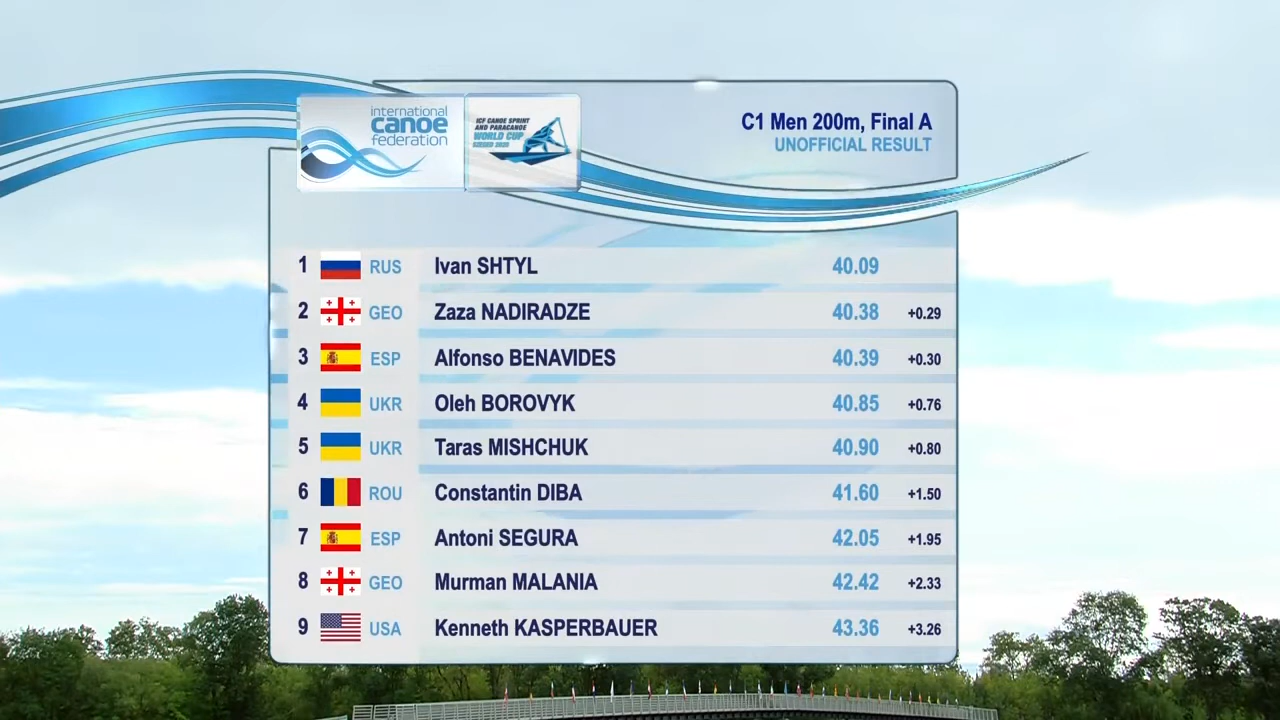 international
canoe
federation
ICF CANOE SPRINT
AND PARACANOE
WORLD CUP
SZEGED 2020
C1 Men 200m, Final A
UNOFFICIAL RESULT
1 RUS Ivan SHTYL 40.09
2 GEO Zaza NADIRADZE 40.38 +0.29
3 ESP Alfonso BENAVIDES 40.39 +0.30
4 UKR Oleh BOROVYK 40.85 +0.76
5 UKR Taras MISHCHUK 40.90 +0.80
6 ROU Constantin DIBA 41.60 +1.50
7 ESP Antoni SEGURA 42.05 +1.95
8 GEO Murman MALANIA 42.42 +2.33
9 USA Kenneth KASPERBAUER 43.36 +3.26